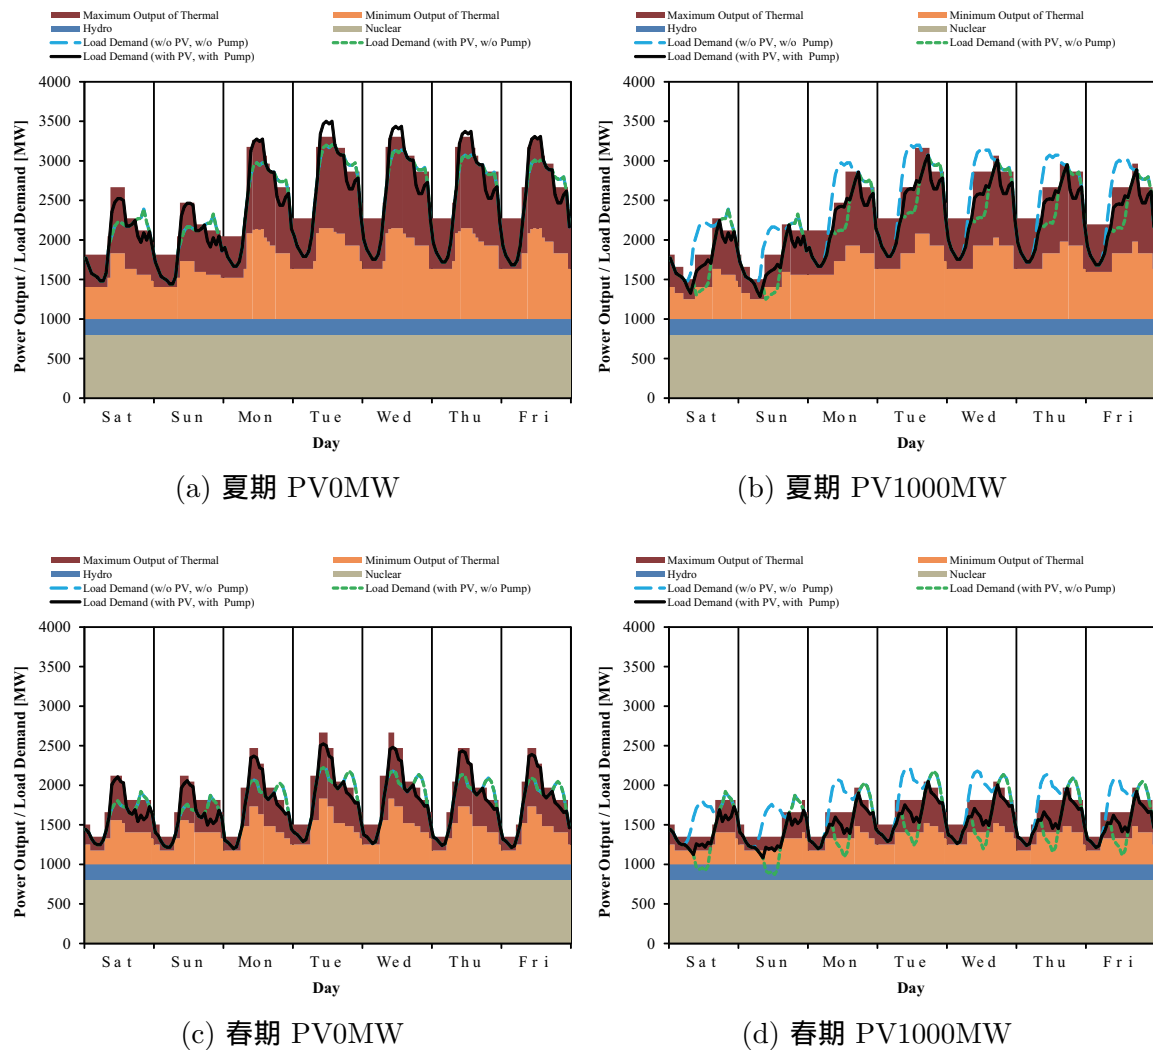 Maximum Output of Thermal
Minimum Output of Thermal
Hydro
Nuclear
Load Demand (w/o PV, w/o Pump)
Load Demand (with PV, w/o Pump)
Load Demand (with PV, with Pump)
Power Output / Load Demand [MW]
4000
3500
3000
2500
2000
1500
1000
500
0
Sat Sun Mon Tue Wed Thu Fri
Day
(a) 夏期 PV0MW
Maximum Output of Thermal
Minimum Output of Thermal
Hydro
Nuclear
Load Demand (w/o PV, w/o Pump)
Load Demand (with PV, w/o Pump)
Load Demand (with PV, with Pump)
Power Output / Load Demand [MW]
4000
3500
3000
2500
2000
1500
1000
500
0
Sat Sun Mon Tue Wed Thu Fri
Day
(b) 夏期 PV1000MW
Maximum Output of Thermal
Minimum Output of Thermal
Hydro
Nuclear
Load Demand (w/o PV, w/o Pump)
Load Demand (with PV, w/o Pump)
Load Demand (with PV, with Pump)
Power Output / Load Demand [MW]
4000
3500
3000
2500
2000
1500
1000
500
0
Sat Sun Mon Tue Wed Thu Fri
Day
(c) 春期 PV0MW
Maximum Output of Thermal
Minimum Output of Thermal
Hydro
Nuclear
Load Demand (w/o PV, w/o Pump)
Load Demand (with PV, w/o Pump)
Load Demand (with PV, with Pump)
Power Output / Load Demand [MW]
4000
3500
3000
2500
2000
1500
1000
500
0
Sat Sun Mon Tue Wed Thu Fri
Day
(d) 春期 PV1000MW